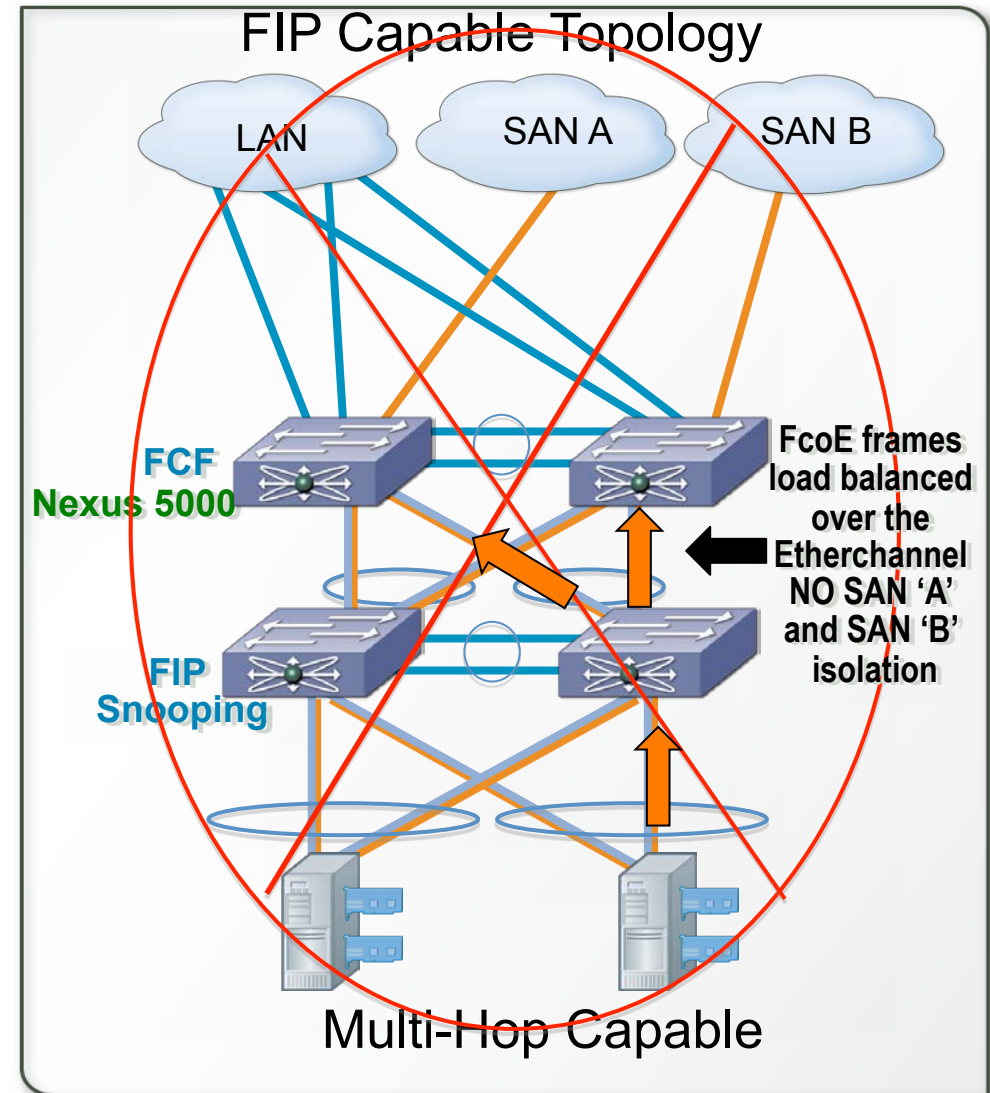 FIP Capable Topology
LAN
SAN A
SAN B
FCF
Nexus 5000
FcoE frames
load balanced
over the
Etherchannel
NO SAN ‘A’
and SAN ‘B’
isolation
FIP
Snooping
Multi-Hop Capable